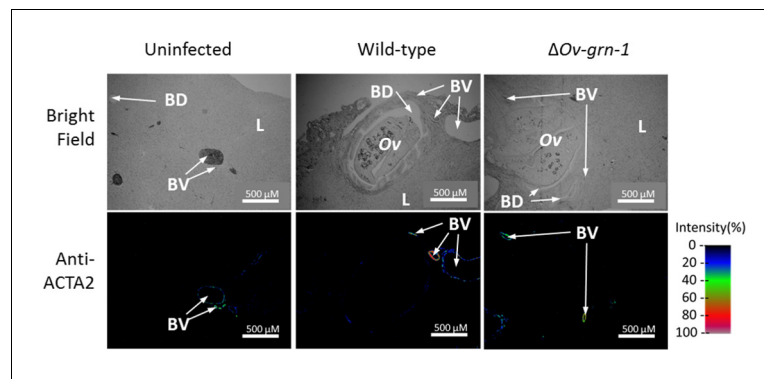 Uninfected
Wild-type
ΔOv-grn-1
Bright
Field
BD
L
BV
500 µM
BD
BV
Ov
L
500 µM
BV
L
Ov
BD
500 µM
Anti-
ACTA2
BV
500 µM
BV
500 µM
BV
500 µM
Intensity(%)
0
20
40
60
80
100